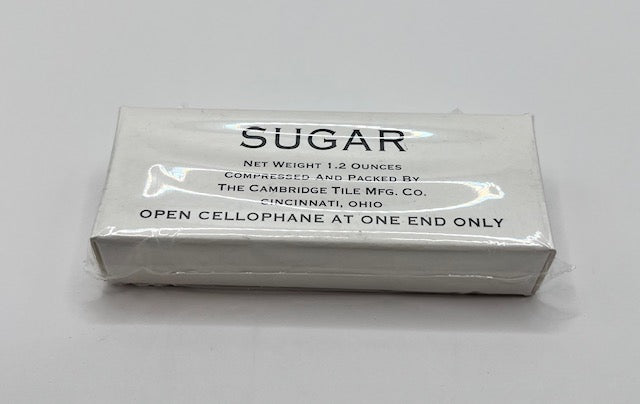 SUGAR
NET WEIGHT 1.2 OUNCES
COMPRESSED AND PACKED BY
THE CAMBRIDGE TILE MFG. CO.
CINCINNATI, OHIO
OPEN CELLOPHANE AT ONE END ONLY